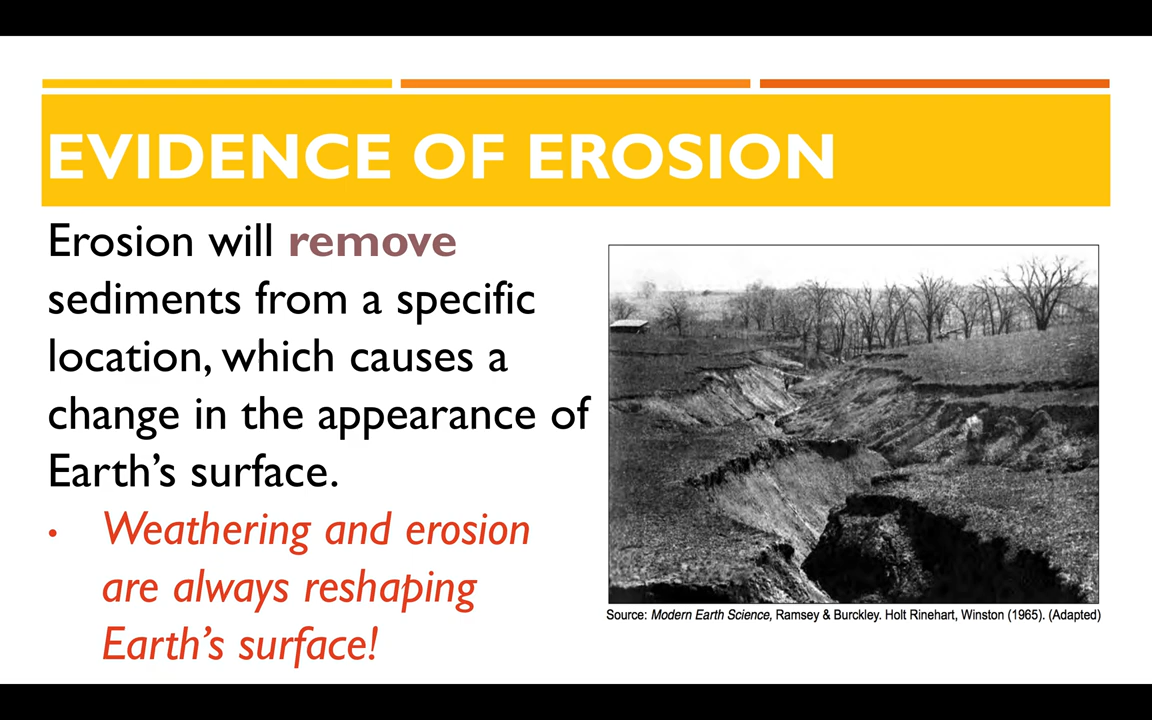 EVIDENCE OF EROSION
Erosion will remove
sediments from a specific
location, which causes a
change in the appearance of
Earth’s surface.
• Weathering and erosion
are always reshaping
Earth’s surface!
Source: Modern Earth Science, Ramsey & Burckley. Holt Rinehart, Winston (1965). (Adapted)